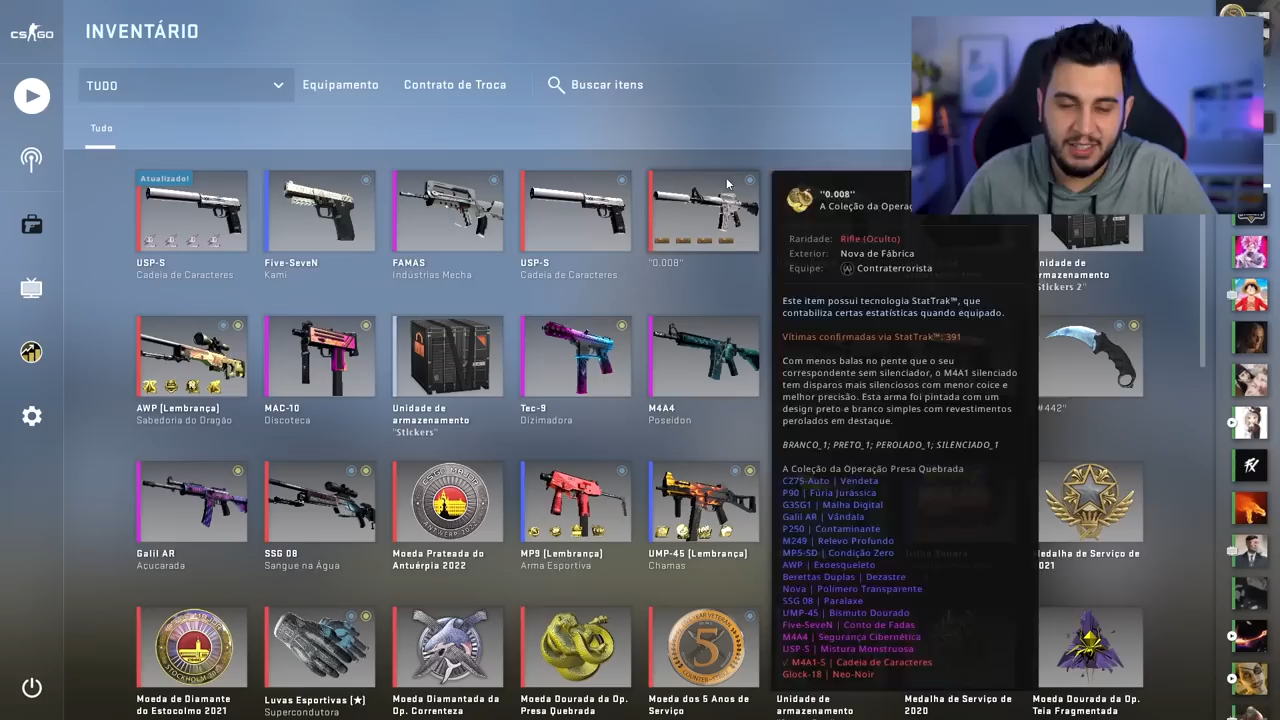 CS GO
INVENTÁRIO
TUDO
Equipamento
Contrato de Troca
Buscar itens
Tudo
Atualizado!
USP-S
Cadeia de Caracteres
Five-SeveN
Kami
FAMAS
Indústrias Mecha
USP-S
Cadeia de Caracteres
"0.008"
''0.008''
A Coleção da Operaç
Raridade: Rifle (Oculto)
Exterior: Nova de Fábrica
Equipe: Contraterrorista
Este item possui tecnologia StatTrak™, que
contabiliza certas estatísticas quando equipado.
Vítimas confirmadas via StatTrak™: 391
Com menos balas no pente que o seu
correspondente sem silenciador, o M4A1 silenciado
tem disparos mais silenciosos com menor coice e
melhor precisão. Esta arma foi pintada com um
design preto e branco simples com revestimentos
perolados em destaque.
BRANCO_1; PRETO_1; PEROLADO_1; SILENCIADO_1
A Coleção da Operação Presa Quebrada
CZ75-Auto | Vendeta
P90 | Fúria Jurássica
G3SG1 | Malha Digital
Galil AR | Vândala
P250 | Contaminante
M249 | Relevo Profundo
MP5-SD | Condição Zero
AWP | Exoesqueleto
Berettas Duplas | Dezastre
Nova | Polímero Transparente
SSG 08 | Paralaxe
UMP-45 | Bismuto Dourado
Five-SeveN | Conto de Fadas
M4A4 | Segurança Cibernética
USP-S | Mistura Monstruosa
√ M4A1-S | Cadeia de Caracteres
Glock-18 | Neo-Noir
nidade de
armazenamento
Stickers 2"
AWP (Lembrança)
Sabedoria do Dragão
MAC-10
Discoteca
Unidade de
armazenamento
"Stickers"
Tec-9
Dizimadora
M4A4
Poseidon
#442"
Galil AR
Açucarada
SSG 08
Sangue na Água
Moeda Prateada do
Antuérpia 2022
MP9 (Lembrança)
Arma Esportiva
UMP-45 (Lembrança)
Chamas
edalha de Serviço de
2021
Moeda de Diamante
do Estocolmo 2021
Luvas Esportivas (★)
Supercondutora
Moeda Diamantada da
Op. Correnteza
Moeda Dourada da Op.
Presa Quebrada
Moeda dos 5 Anos de
Serviço
Unidade de
armazenamento
Medalha de Serviço de
2020
Moeda Dourada da Op.
Teia Fragmentada